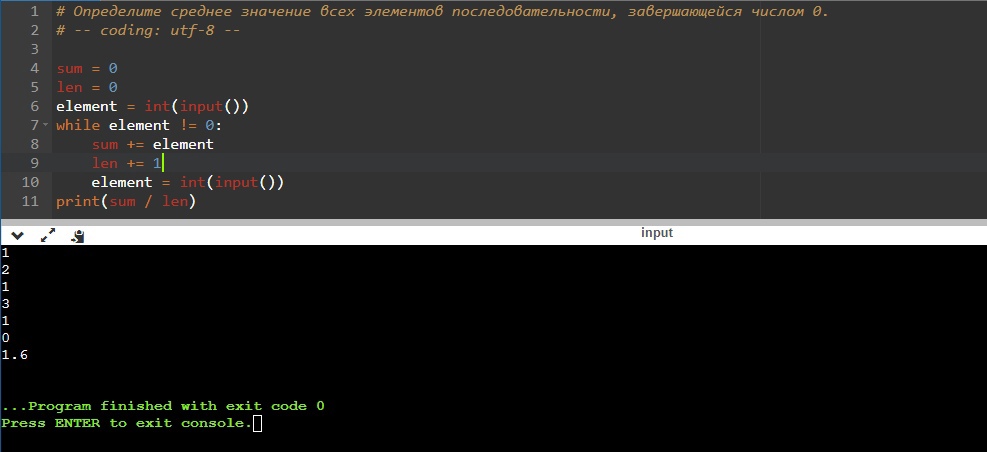 1 # Определите среднее значение всех элементов последовательности, завершающейся числом 0.
2 # -- coding: utf-8 --
3
4 sum = 0
5 len = 0
6 element = int(input())
7 while element != 0:
8     sum += element
9     len += 1
10     element = int(input())
11 print(sum / len)
input
1
2
1
3
1
0
1.6
...Program finished with exit code 0
Press ENTER to exit console.